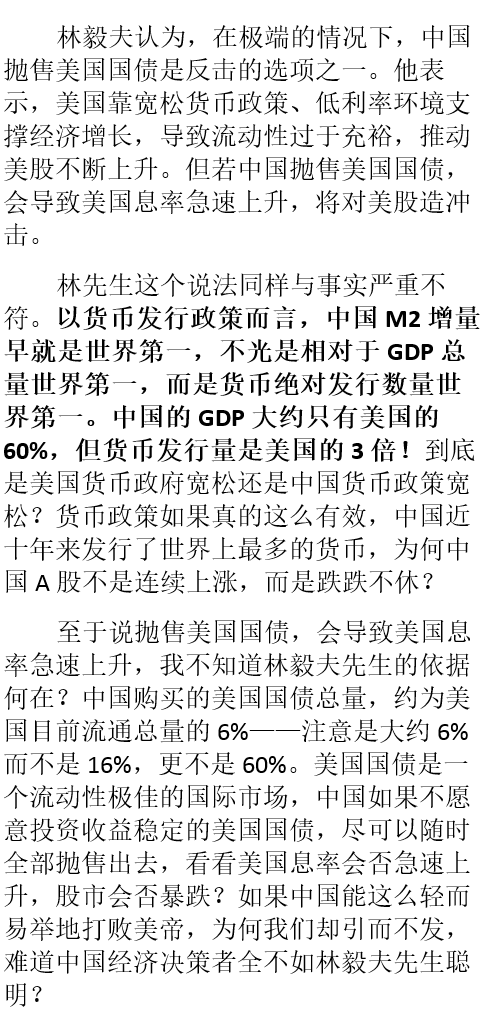 林毅夫认为，在极端的情况下，中国
抛售美国国债是反击的选项之一。他表
示，美国靠宽松货币政策、低利率环境支
撑经济增长，导致流动性过于充裕，推动
美股不断上升。但若中国抛售美国国债，
会导致美国息率急速上升，将对美股造冲
击。
林先生这个说法同样与事实严重不
符。以货币发行政策而言，中国 M2 增量
早就是世界第一，不光是相对于 GDP 总
量世界第一，而是货币绝对发行数量世
界第一。中国的 GDP 大约只有美国的
60%，但货币发行量是美国的 3 倍！到底
是美国货币政府宽松还是中国货币政策宽
松？货币政策如果真的这么有效，中国近
十年来发行了世界上最多的货币，为何中
国 A 股不是连续上涨，而是跌跌不休？
至于说抛售美国国债，会导致美国息
率急速上升，我不知道林毅夫先生的依据
何在？中国购买的美国国债总量，约为美
国目前流通总量的 6%——注意是大约 6%
而不是 16%，更不是 60%。美国国债是一
个流动性极佳的国际市场，中国如果不愿
意投资收益稳定的美国国债，尽可以随时
全部抛售出去，看看美国息率会否急速上
升，股市会否暴跌？如果中国能这么轻而
易举地打败美帝，为何我们却引而不发，
难道中国经济决策者全不如林毅夫先生聪
明？